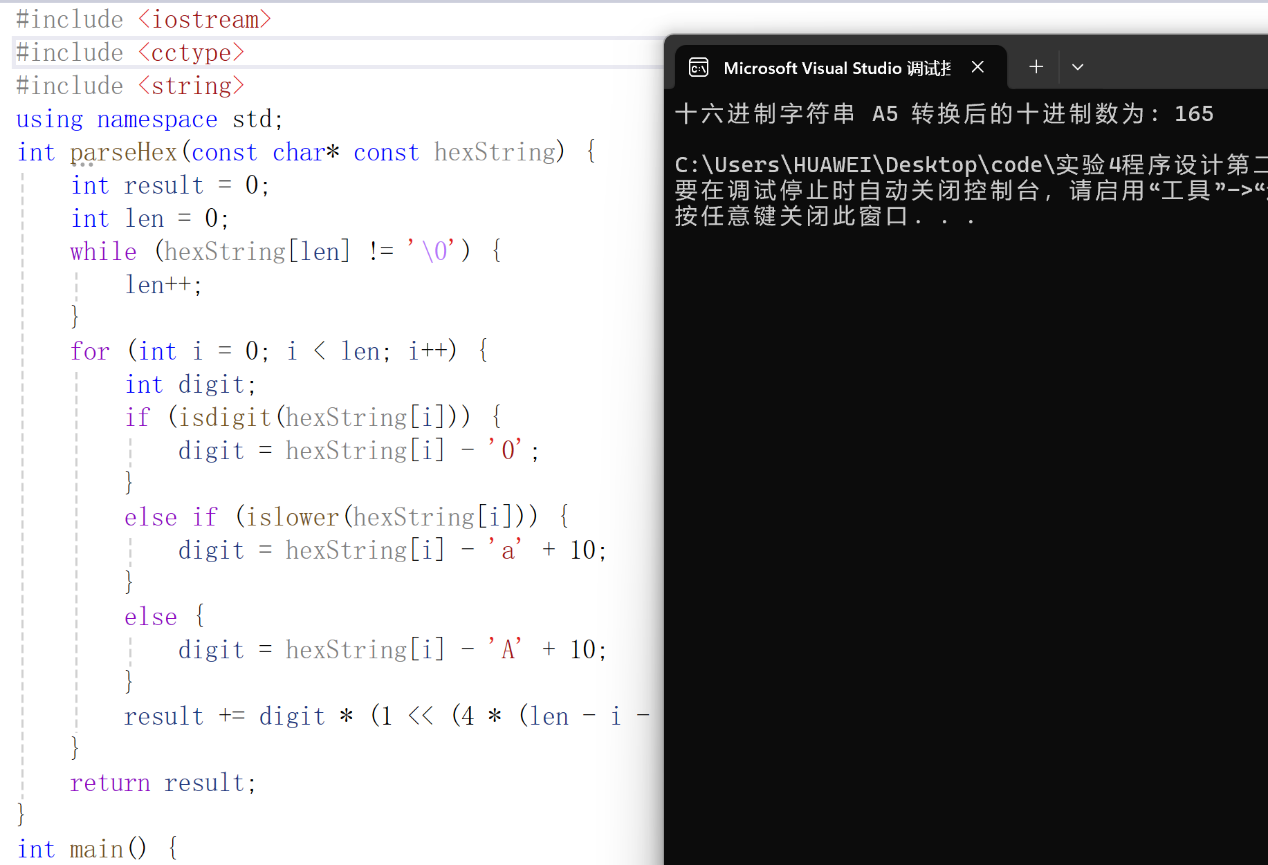 #include <iostream>
#include <cctype>
#include <string>
using namespace std;
int parseHex(const char* const hexString) {
    int result = 0;
    int len = 0;
    while (hexString[len] != '\0') {
        len++;
    }
    for (int i = 0; i < len; i++) {
        int digit;
        if (isdigit(hexString[i])) {
            digit = hexString[i] - '0';
        }
        else if (islower(hexString[i])) {
            digit = hexString[i] - 'a' + 10;
        }
        else {
            digit = hexString[i] - 'A' + 10;
        }
        result += digit * (1 << (4 * (len - i -
    }
    return result;
}
int main() {
Microsoft Visual Studio 调试
十六进制字符串 A5 转换后的十进制数为: 165
C:\Users\HUAWEI\Desktop\code\实验4程序设计第二
要在调试停止时自动关闭控制台, 请启用“工具”->“
按任意键关闭此窗口. . .